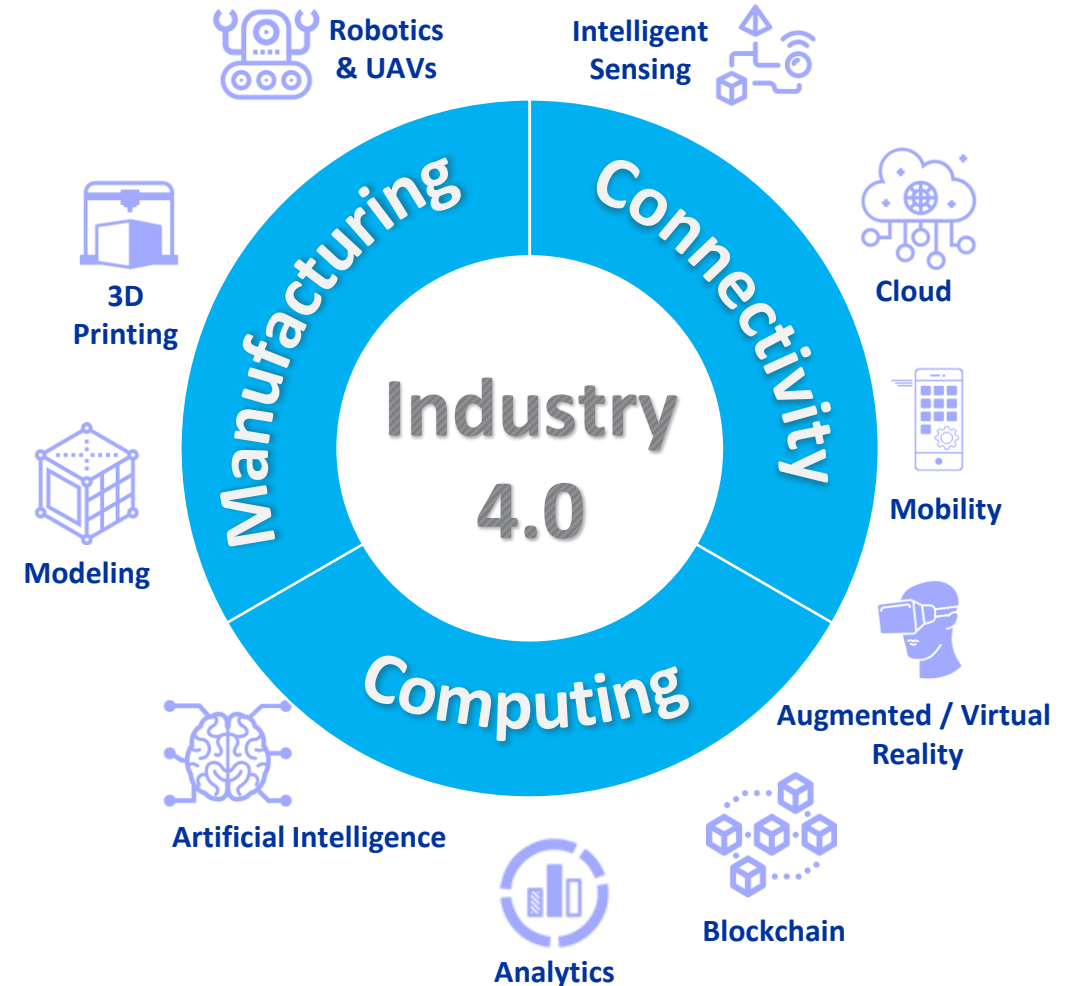 Robotics
& UAVs
Intelligent
Sensing
Manufacturing
Connectivity
Cloud
3D
Printing
Industry
4.0
Mobility
Modeling
Computing
Augmented / Virtual
Reality
Artificial Intelligence
Blockchain
Analytics